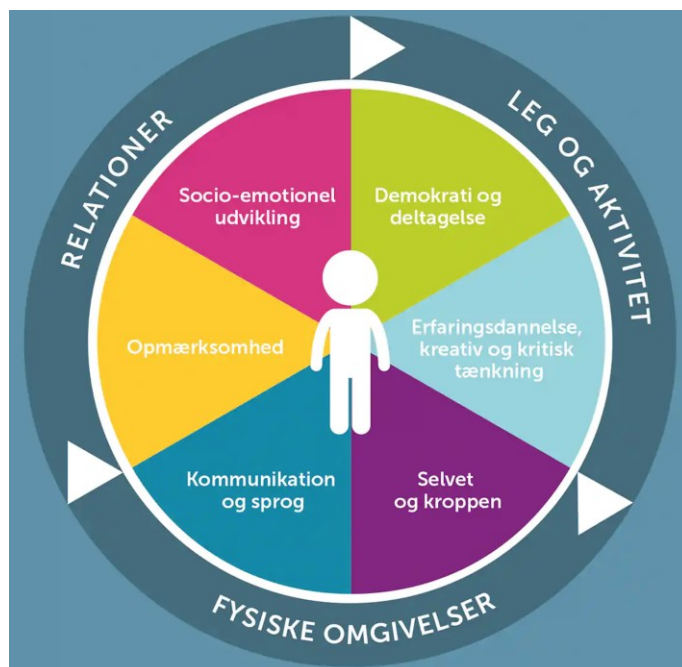 RELATIONER
LEG OG AKTIVITET
Socio-emotionel
udvikling
Demokrati og
deltagelse
Opmærksomhed
Erfaringsdannelse,
kreativ og kritisk
tænkning
Kommunikation
og sprog
Selvet
og kroppen
FYSISKE OMGIVELSER